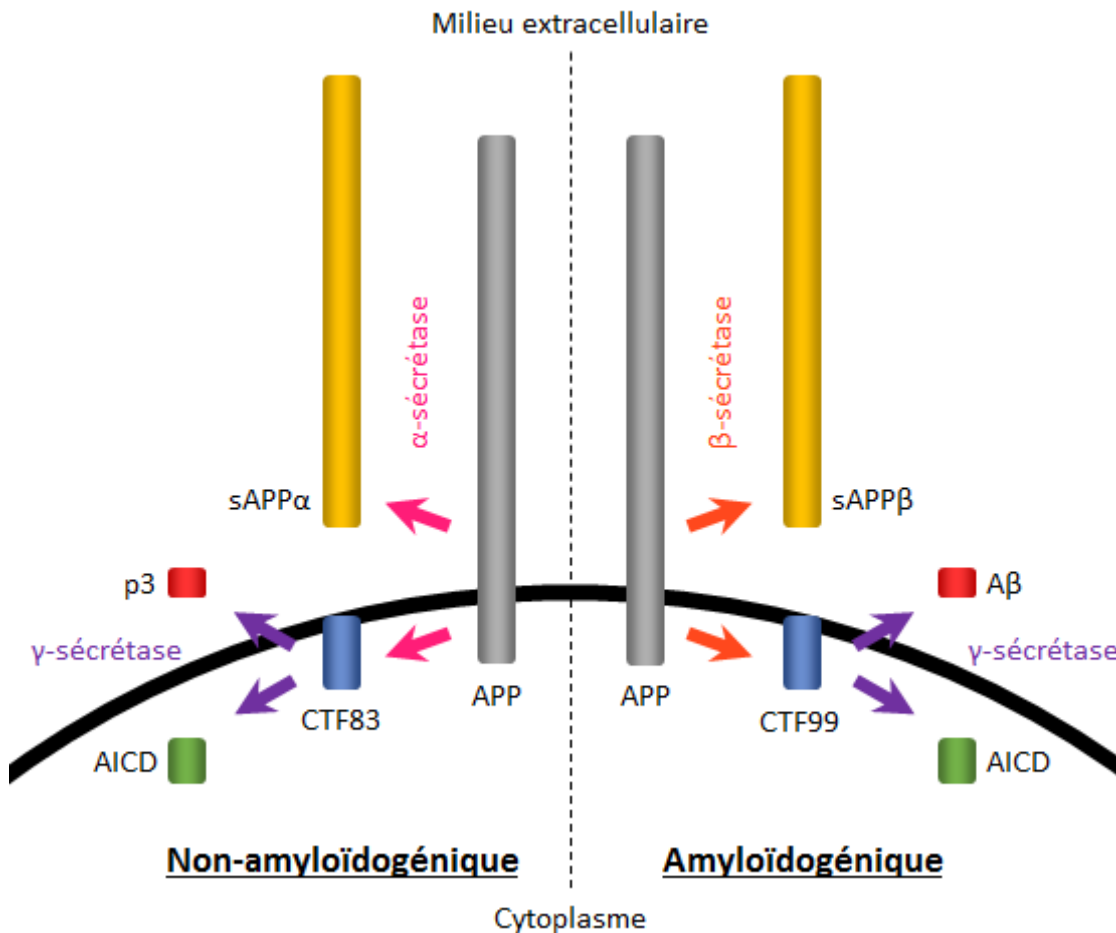 Milieu extracellulaire
α-sécrétase
β-sécrétase
sAPPα
sAPPβ
p3
Aβ
γ-sécrétase
γ-sécrétase
CTF83
APP
APP
CTF99
AICD
AICD
Non-amyloïdogénique
Amyloïdogénique
Cytoplasme